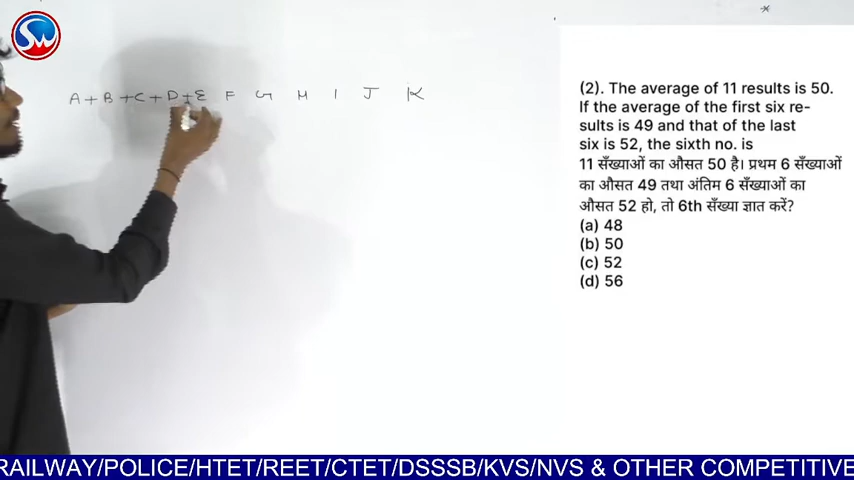 SW
A + B + C + D + E F G H I J K
(2). The average of 11 results is 50.
If the average of the first six re-
sults is 49 and that of the last
six is 52, the sixth no. is
11 सँख्याओं का औसत 50 है। प्रथम 6 सँख्याओं
का औसत 49 तथा अंतिम 6 सँख्याओं का
औसत 52 हो, तो 6th सँख्या ज्ञात करें?
(a) 48
(b) 50
(c) 52
(d) 56
RAILWAY/POLICE/HTET/REET/CTET/DSSSB/KVS/NVS & OTHER COMPETITIVE